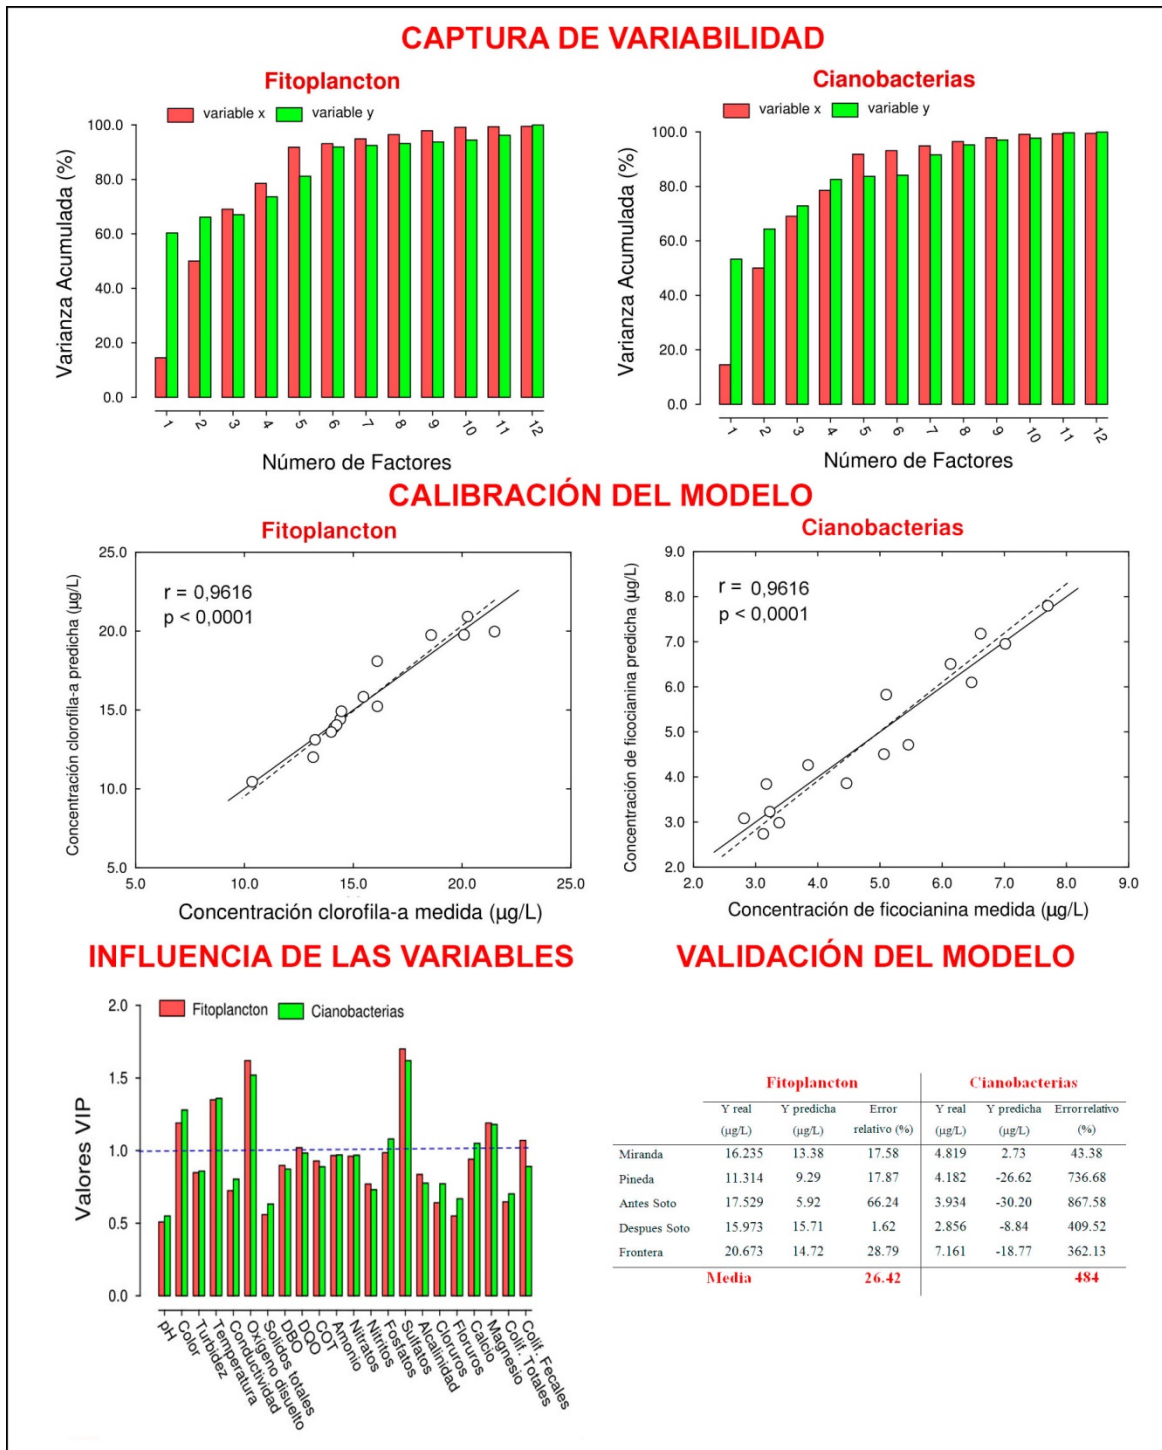 CAPTURA DE VARIABILIDAD
Fitoplancton
variable x variable y
Varianza Acumulada (%)
100.0
80.0
60.0
40.0
20.0
0.0
1 2 3 4 5 6 7 8 9 10 11 12
Número de Factores
Cianobacterias
variable x variable y
Varianza Acumulada (%)
100.0
80.0
60.0
40.0
20.0
0.0
1 2 3 4 5 6 7 8 9 10 11 12
Número de Factores
CALIBRACIÓN DEL MODELO
Fitoplancton
Concentración clorofila-a predicha (µg/L)
25.0
20.0
15.0
10.0
5.0
r = 0,9616
p < 0,0001
5.0 10.0 15.0 20.0 25.0
Concentración clorofila-a medida (µg/L)
Cianobacterias
Concentración de ficocianina predicha (µg/L)
9.0
8.0
7.0
6.0
5.0
4.0
3.0
2.0
r = 0,9616
p < 0,0001
2.0 3.0 4.0 5.0 6.0 7.0 8.0 9.0
Concentración de ficocianina medida (µg/L)
INFLUENCIA DE LAS VARIABLES
Fitoplancton Cianobacterias
Valores VIP
2.0
1.5
1.0
0.5
0.0
pH
Color
Turbidez
Temperatura
Conductividad
Oxígeno disuelto
Solidos totales
DBO
DQO
COT
Amonio
Nitratos
Nitritos
Fosfatos
Sulfatos
Alcalinidad
Cloruros
Floruros
Calcio
Magnesio
Colif. Totales
Colif. Fecales
VALIDACIÓN DEL MODELO
Fitoplancton Cianobacterias
Y real Y predicha Error Y real Y predicha Error relativo
(µg/L) (µg/L) relativo (%) (µg/L) (µg/L) (%)
Miranda 16.235 13.38 17.58 4.819 2.73 43.38
Pineda 11.314 9.29 17.87 4.182 -26.62 736.68
Antes Soto 17.529 5.92 66.24 3.934 -30.20 867.58
Despues Soto 15.973 15.71 1.62 2.856 -8.84 409.52
Frontera 20.673 14.72 28.79 7.161 -18.77 362.13
Media 26.42 484